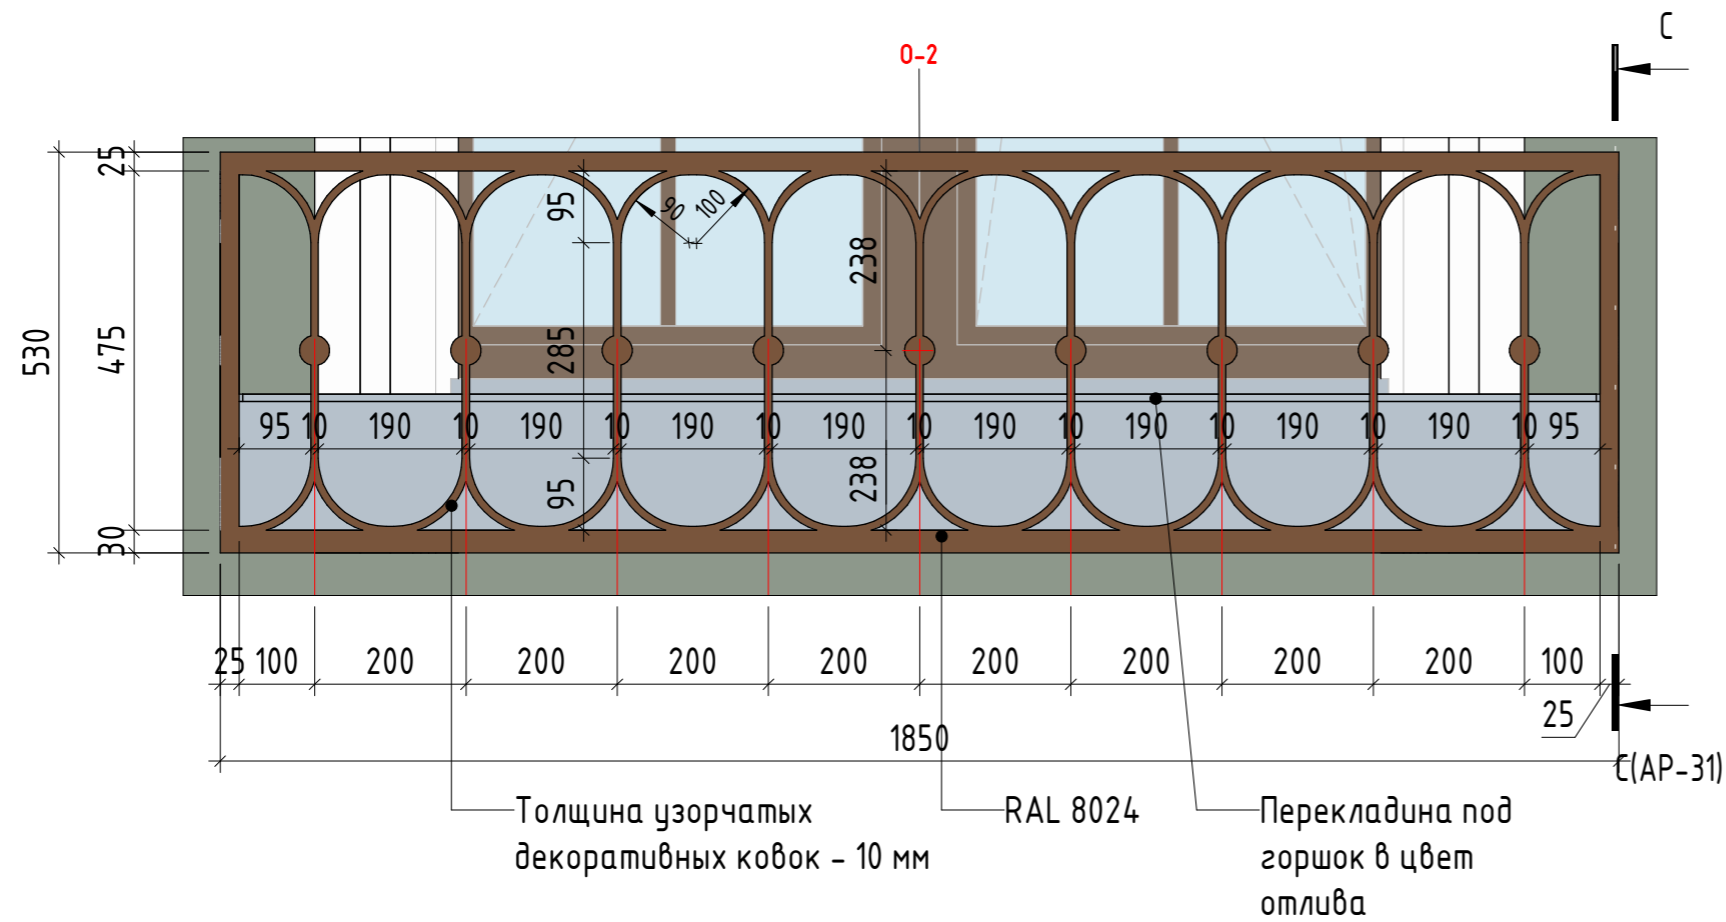 C
О-2
25
95
90
100
238
530
475
285
95 10 190 10 190 10 190 10 190 10 190 10 190 10 190 10 190 10 95
95
238
30
25 100 200 200 200 200 200 200 200 200 100
25
1850
С(АР-31)
Толщина узорчатых
декоративных ковок - 10 мм
RAL 8024
Перекладина под
горшок в цвет
отлива